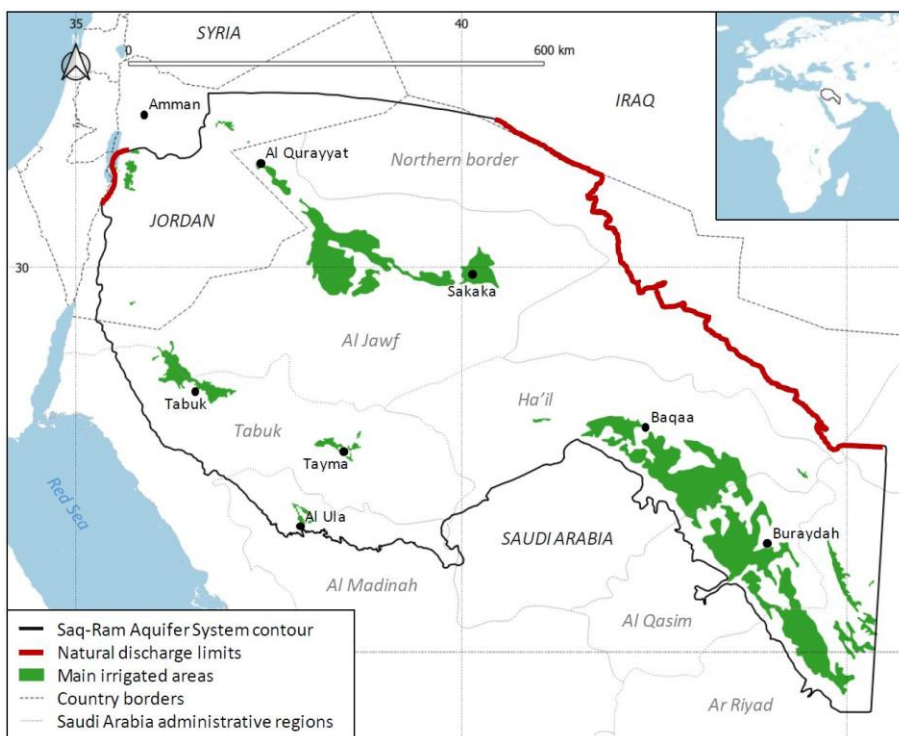 35
40
SYRIA
N
0
600 km
Amman
IRAQ
Al Qurayyat
Northern border
JORDAN
30
Sakaka
Al Jawf
Tabuk
Ha'il
Baqaa
Tabuk
Tayma
Red Sea
Al Ula
SAUDI ARABIA
Buraydah
Al Madinah
Al Qasim
Ar Riyad
Saq-Ram Aquifer System contour
Natural discharge limits
Main irrigated areas
Country borders
Saudi Arabia administrative regions